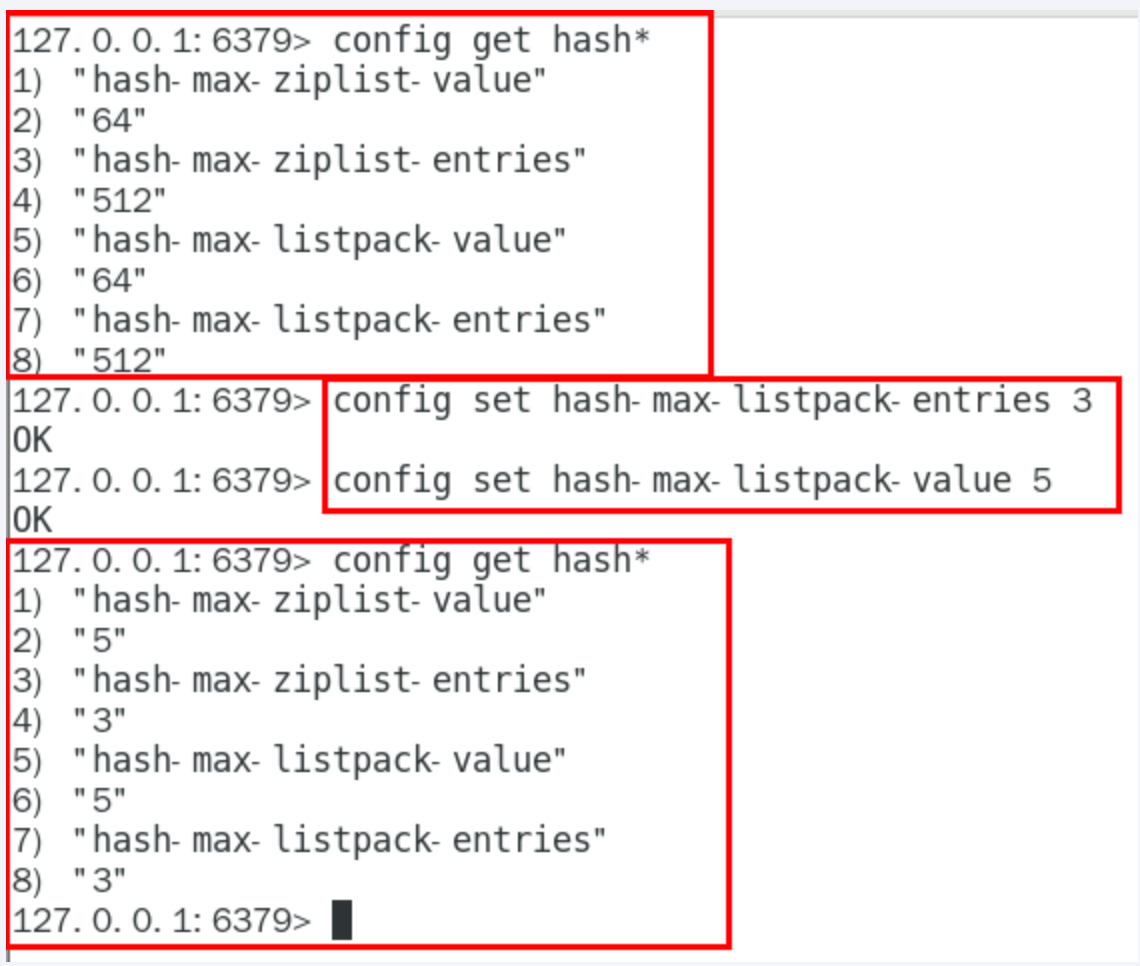 127.0.0.1:6379> config get hash*
1) "hash-max-ziplist-value"
2) "64"
3) "hash-max-ziplist-entries"
4) "512"
5) "hash-max-listpack-value"
6) "64"
7) "hash-max-listpack-entries"
8) "512"
127.0.0.1:6379> config set hash-max-listpack-entries 3
OK
127.0.0.1:6379> config set hash-max-listpack-value 5
OK
127.0.0.1:6379> config get hash*
1) "hash-max-ziplist-value"
2) "5"
3) "hash-max-ziplist-entries"
4) "3"
5) "hash-max-listpack-value"
6) "5"
7) "hash-max-listpack-entries"
8) "3"
127.0.0.1:6379>